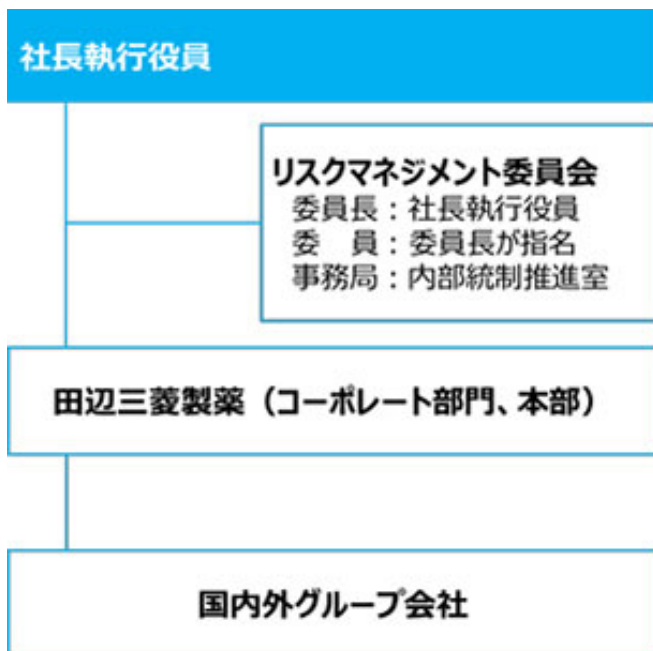 社長執行役員
リスクマネジメント委員会
委員長：社長執行役員
委　員：委員長が指名
事務局：内部統制推進室
田辺三菱製薬（コーポレート部門、本部）
国内外グループ会社